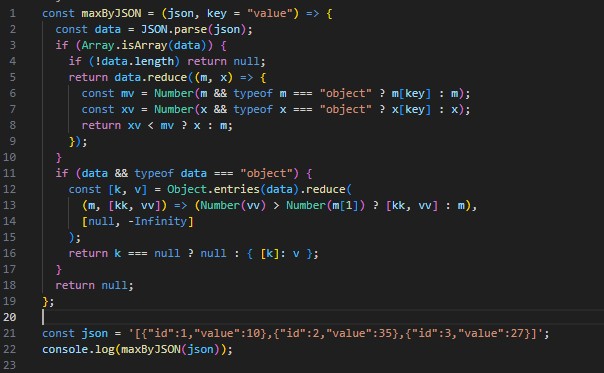 1 const maxByJSON = (json, key = "value") => {
2   const data = JSON.parse(json);
3   if (Array.isArray(data)) {
4     if (!data.length) return null;
5     return data.reduce((m, x) => {
6       const mv = Number(m && typeof m === "object" ? m[key] : m);
7       const xv = Number(x && typeof x === "object" ? x[key] : x);
8       return xv < mv ? x : m;
9     });
10   }
11   if (data && typeof data === "object") {
12     const [k, v] = Object.entries(data).reduce(
13       (m, [kk, vv]) => (Number(vv) > Number(m[1]) ? [kk, vv] : m),
14       [null, -Infinity]
15     );
16     return k === null ? null : { [k]: v };
17   }
18   return null;
19 };
20
21 const json = '[{"id":1,"value":10},{"id":2,"value":35},{"id":3,"value":27}]';
22 console.log(maxByJSON(json));
23